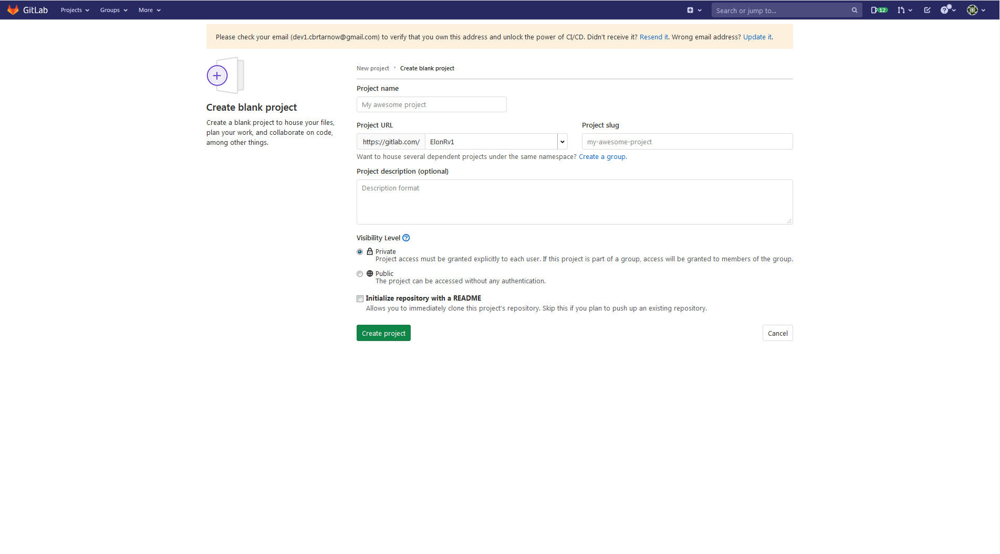 GitLab Projects Groups More Search or jump to... 12
Please check your email (dev1.cbrtarnow@gmail.com) to verify that you own this address and unlock the power of CI/CD. Didn't receive it? Resend it. Wrong email address? Update it.
New project › Create blank project
Create blank project
Create a blank project to house your files,
plan your work, and collaborate on code,
among other things.
Project name
My awesome project
Project URL Project slug
https://gitlab.com/ ElonRv1 my-awesome-project
Want to house several dependent projects under the same namespace? Create a group.
Project description (optional)
Description format
Visibility Level ?
Private
Project access must be granted explicitly to each user. If this project is part of a group, access will be granted to members of the group.
Public
The project can be accessed without any authentication.
Initialize repository with a README
Allows you to immediately clone this project's repository. Skip this if you plan to push up an existing repository.
Create project Cancel